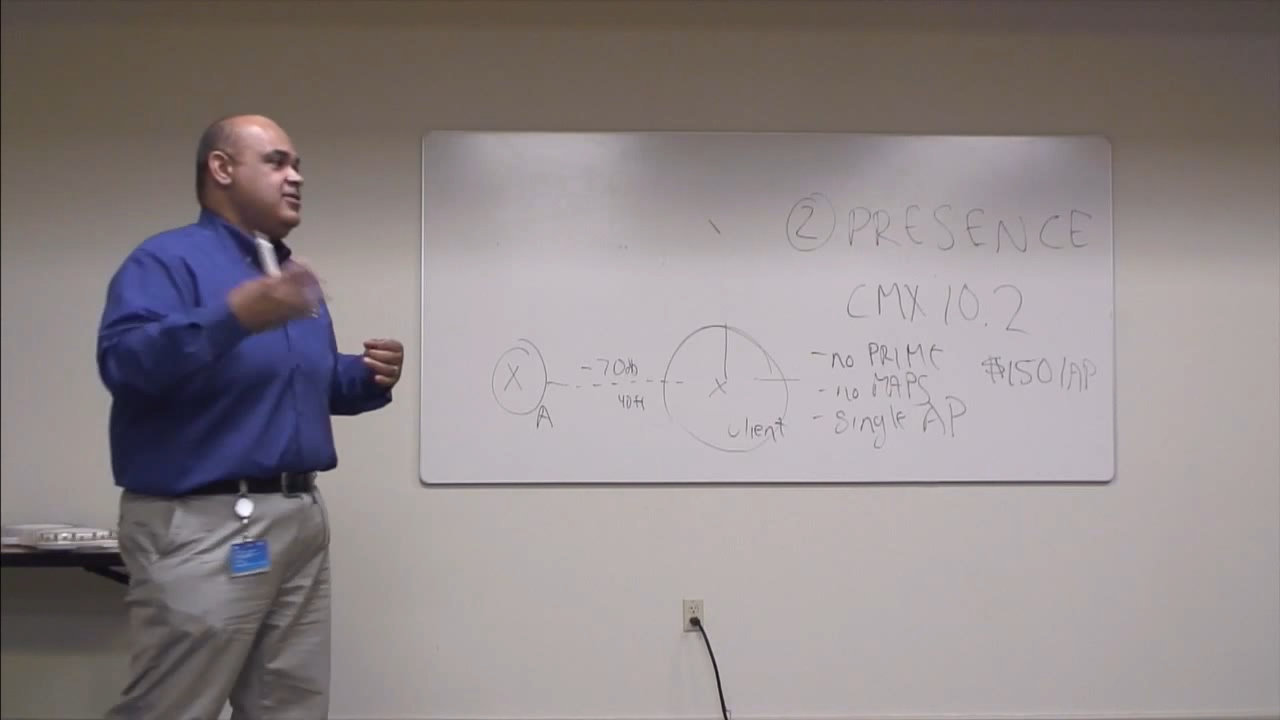 ② PRESENCE
CMX 10.2
- no PRIME
- no MAPS
- single AP
$150/AP
X
A
-70db
40ft
X
client